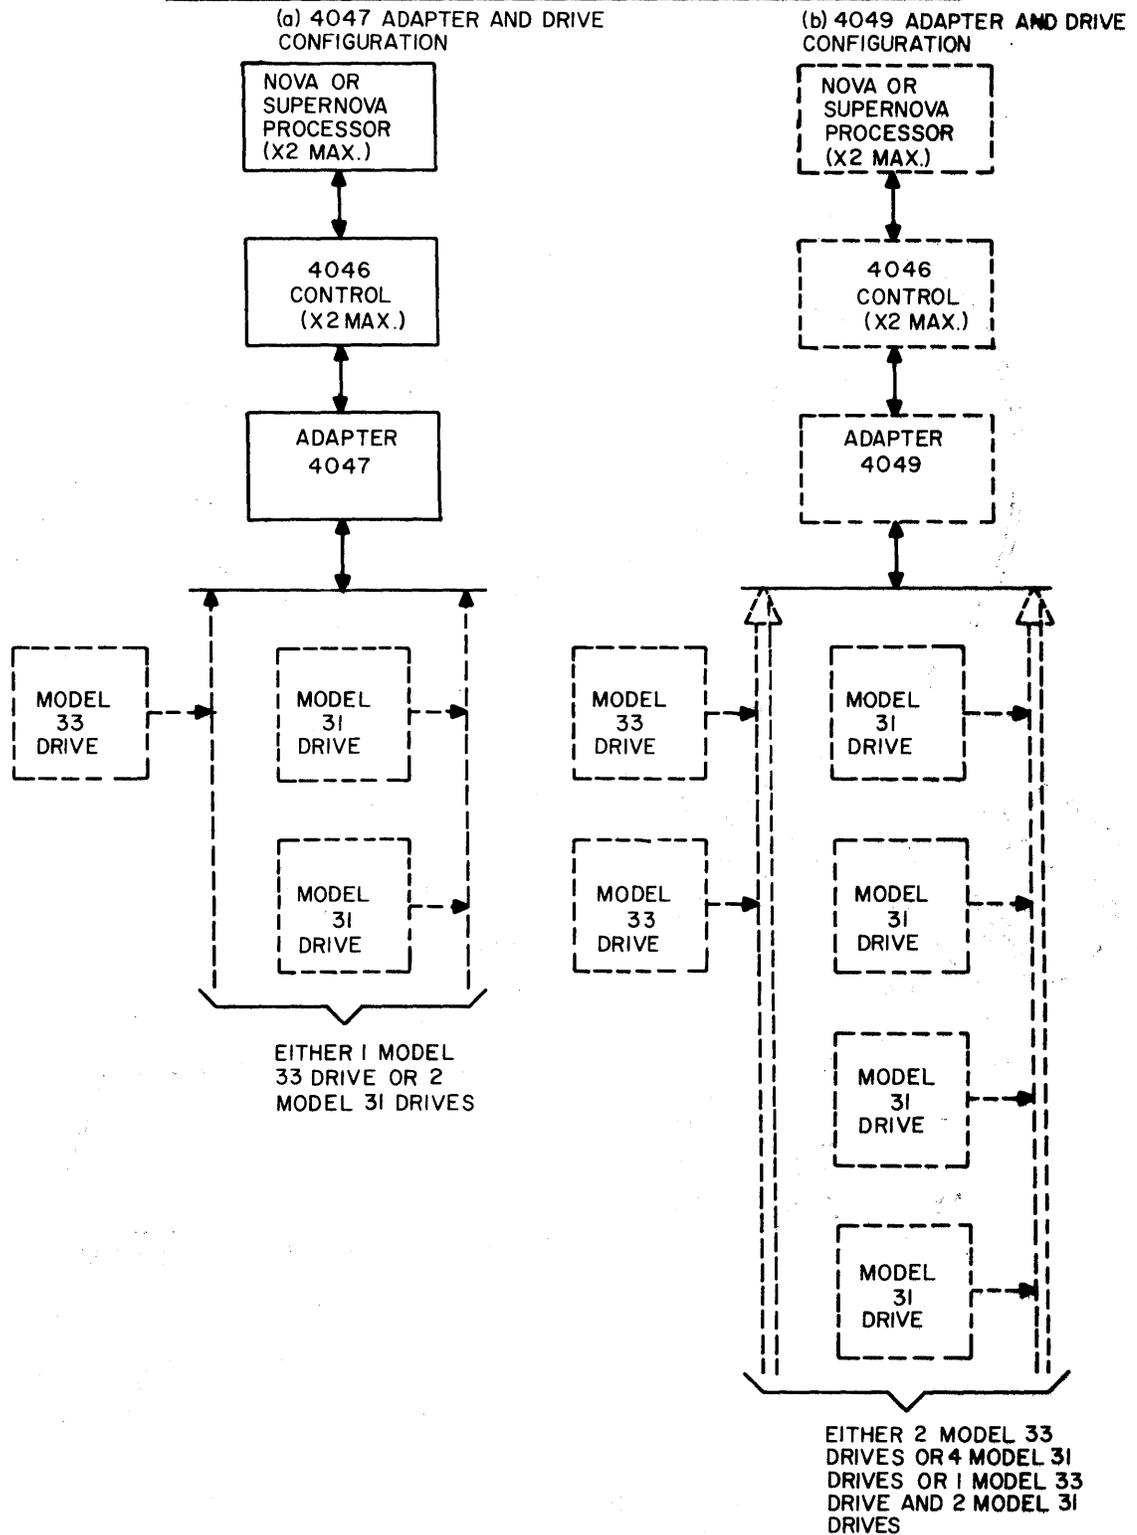 (a) 4047 ADAPTER AND DRIVE
CONFIGURATION
NOVA OR
SUPERNOVA
PROCESSOR
(X2 MAX.)
4046
CONTROL
(X2 MAX.)
ADAPTER
4047
MODEL
33
DRIVE
MODEL
31
DRIVE
MODEL
31
DRIVE
EITHER 1 MODEL
33 DRIVE OR 2
MODEL 31 DRIVES
(b) 4049 ADAPTER AND DRIVE
CONFIGURATION
NOVA OR
SUPERNOVA
PROCESSOR
(X2 MAX.)
4046
CONTROL
(X2 MAX.)
ADAPTER
4049
MODEL
33
DRIVE
MODEL
31
DRIVE
MODEL
33
DRIVE
MODEL
31
DRIVE
MODEL
31
DRIVE
MODEL
31
DRIVE
EITHER 2 MODEL 33
DRIVES OR 4 MODEL 31
DRIVES OR 1 MODEL 33
DRIVE AND 2 MODEL 31
DRIVES